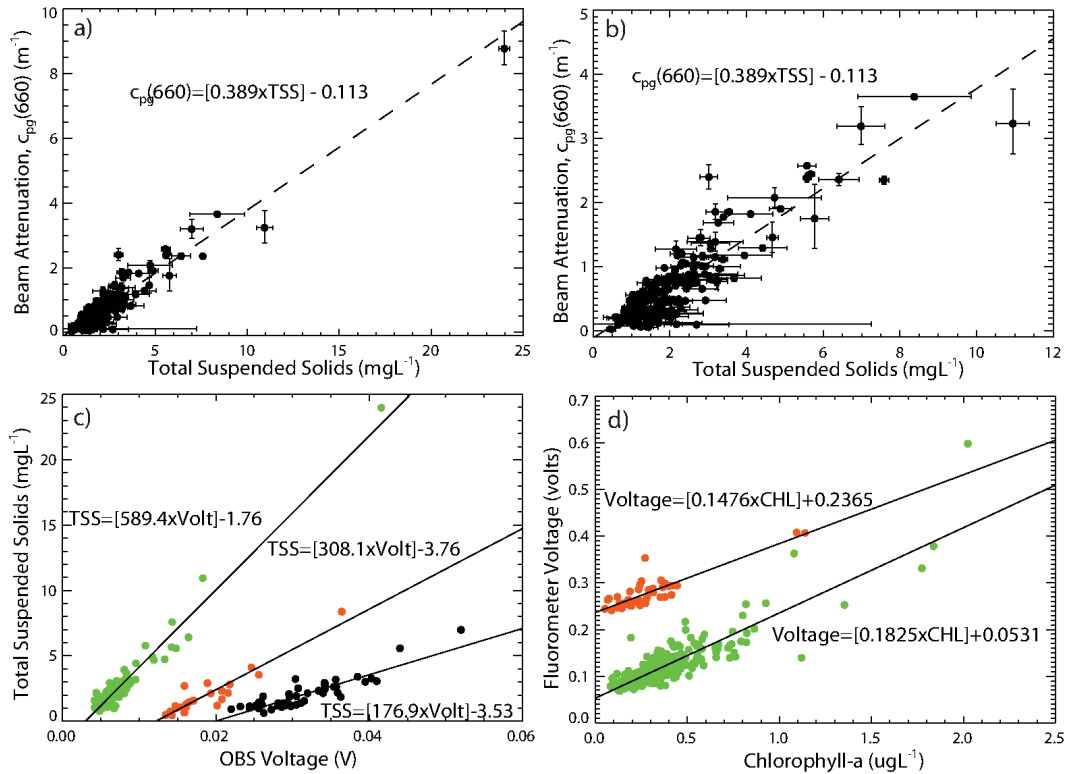 a)
c_pg(660)=[0.389xTSS] - 0.113
Beam Attenuation, c_pg(660) (m⁻¹)
10
8
6
4
2
0
0 5 10 15 20 25
Total Suspended Solids (mgL⁻¹)
b)
c_pg(660)=[0.389xTSS] - 0.113
Beam Attenuation, c_pg(660) (m⁻¹)
5
4
3
2
1
0
0 2 4 6 8 10 12
Total Suspended Solids (mgL⁻¹)
c)
TSS=[589.4xVolt]-1.76
TSS=[308.1xVolt]-3.76
TSS=[176.9xVolt]-3.53
Total Suspended Solids (mgL⁻¹)
25
20
15
10
5
0
0.00 0.02 0.04 0.06
OBS Voltage (V)
d)
Voltage=[0.1476xCHL]+0.2365
Voltage=[0.1825xCHL]+0.0531
Fluorometer Voltage (volts)
0.7
0.6
0.5
0.4
0.3
0.2
0.1
0.0
0.0 0.5 1.0 1.5 2.0 2.5
Chlorophyll-a (ugL⁻¹)